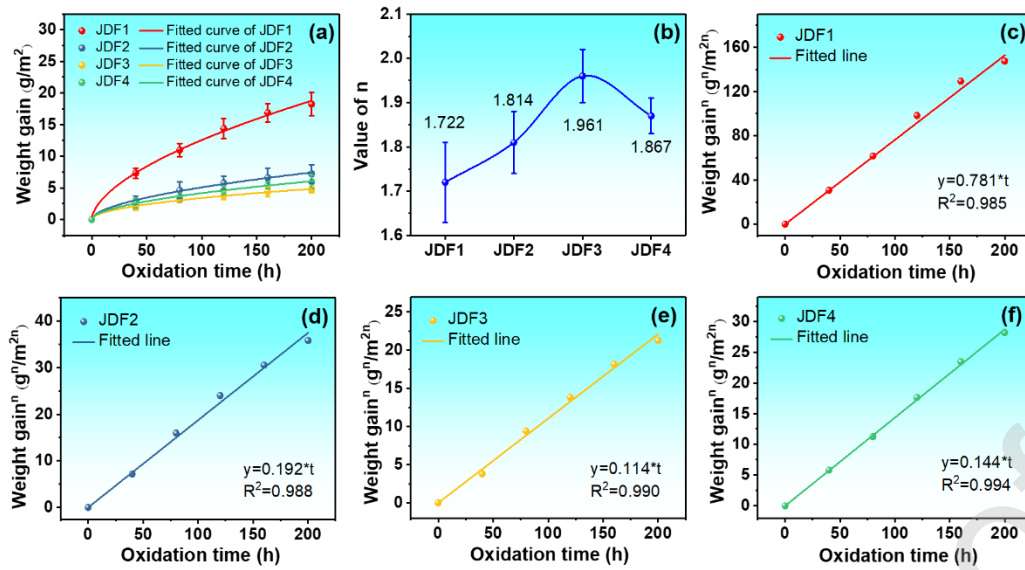 (a)
JDF1 Fitted curve of JDF1
JDF2 Fitted curve of JDF2
JDF3 Fitted curve of JDF3
JDF4 Fitted curve of JDF4
Weight gain (g/m²)
30
25
20
15
10
5
0
0 50 100 150 200
Oxidation time (h)
(b)
Value of n
2.1
2.0
1.9
1.8
1.7
1.6
1.722
1.814
1.961
1.867
JDF1 JDF2 JDF3 JDF4
(c)
JDF1
Fitted line
Weight gainⁿ (gⁿ/m²ⁿ)
160
120
80
40
0
y=0.781*t
R²=0.985
0 50 100 150 200
Oxidation time (h)
(d)
JDF2
Fitted line
Weight gainⁿ (gⁿ/m²ⁿ)
40
30
20
10
0
y=0.192*t
R²=0.988
0 50 100 150 200
Oxidation time (h)
(e)
JDF3
Fitted line
Weight gainⁿ (gⁿ/m²ⁿ)
25
20
15
10
5
0
y=0.114*t
R²=0.990
0 50 100 150 200
Oxidation time (h)
(f)
JDF4
Fitted line
Weight gainⁿ (gⁿ/m²ⁿ)
30
25
20
15
10
5
0
y=0.144*t
R²=0.994
0 50 100 150 200
Oxidation time (h)